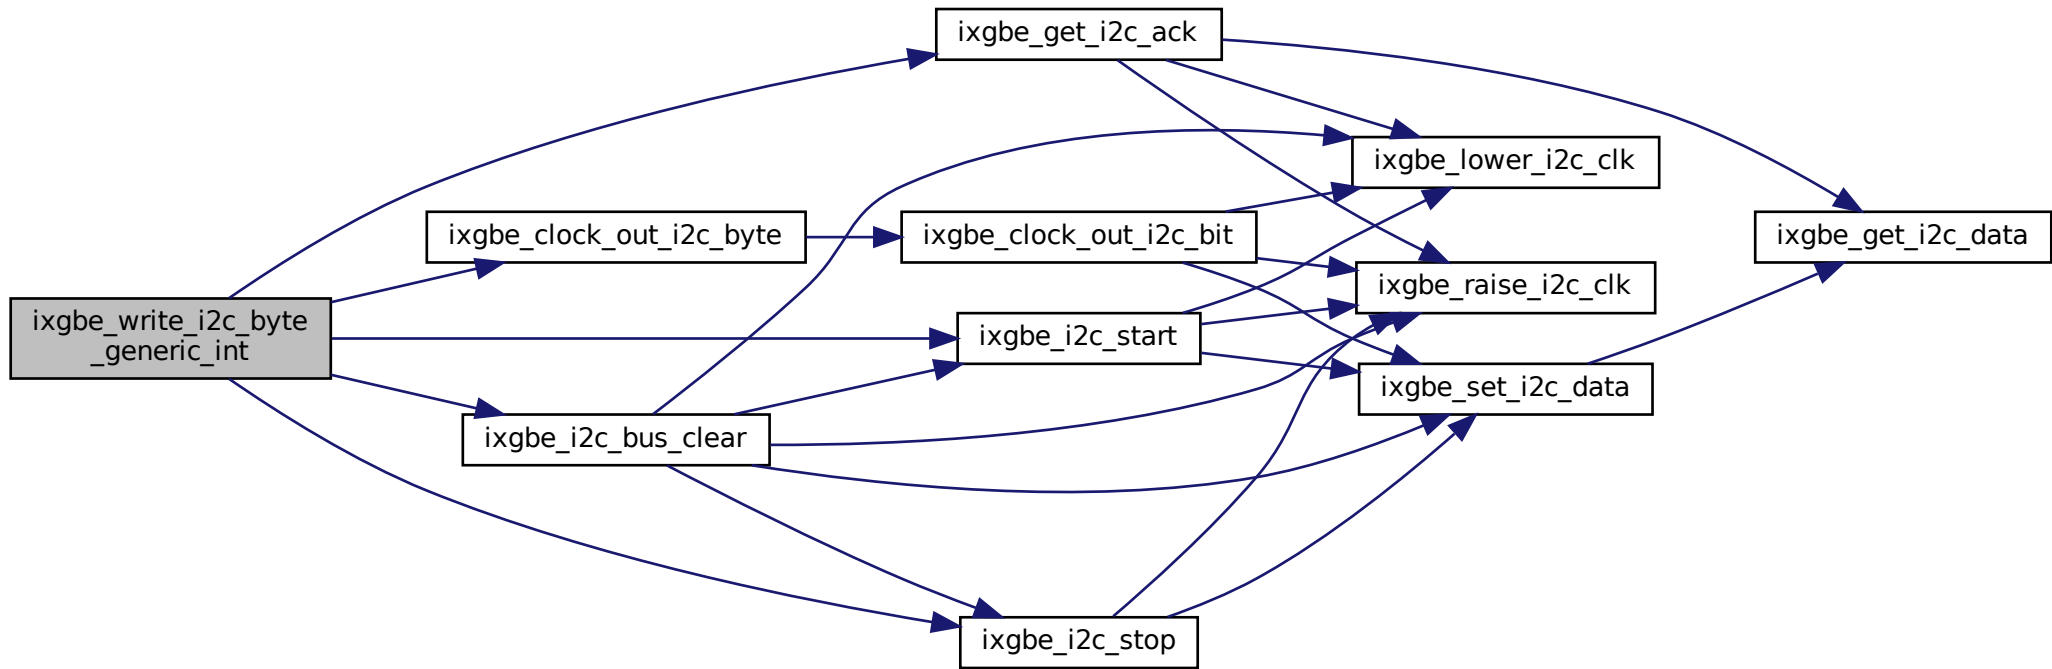 ixgbe_write_i2c_byte
_generic_int
ixgbe_get_i2c_ack
ixgbe_lower_i2c_clk
ixgbe_clock_out_i2c_byte
ixgbe_clock_out_i2c_bit
ixgbe_get_i2c_data
ixgbe_raise_i2c_clk
ixgbe_i2c_start
ixgbe_set_i2c_data
ixgbe_i2c_bus_clear
ixgbe_i2c_stop